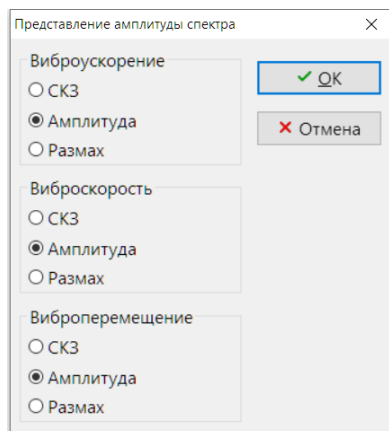 Представление амплитуды спектра
Виброускорение
СКЗ
Амплитуда
Размах
OK
Отмена
Виброскорость
СКЗ
Амплитуда
Размах
Виброперемещение
СКЗ
Амплитуда
Размах